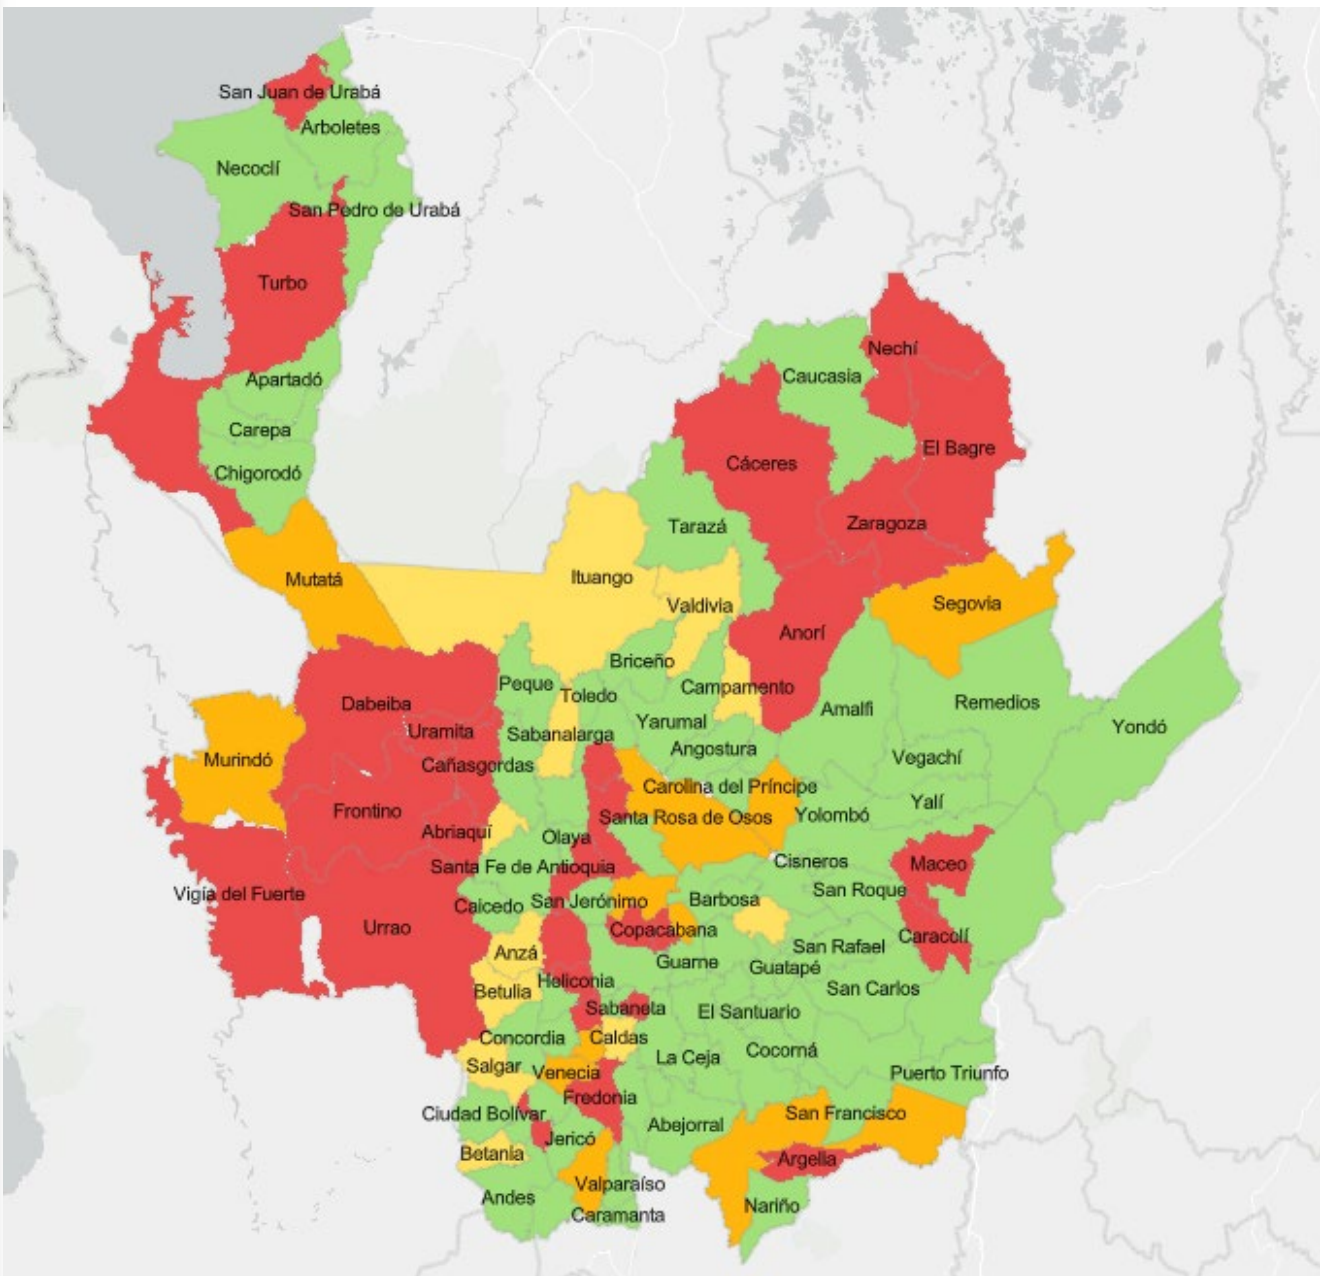 San Juan de Urabá
Arboletes
Necoclí
San Pedro de Urabá
Turbo
Nechí
Apartadó
Caucasia
Carepa
El Bagre
Cáceres
Chigorodó
Zaragoza
Tarazá
Mutatá
Ituango
Segovia
Valdivia
Anorí
Briceño
Peque
Campamento
Toledo
Dabeiba
Remedios
Amalfi
Yarumal
Yondó
Uramita
Sabanalarga
Angostura
Murindó
Vegachí
Cañasgordas
Carolina del Príncipe
Yalí
Frontino
Yolombó
Santa Rosa de Osos
Abriaquí
Olaya
Cisneros
Maceo
Santa Fe de Antioquia
San Roque
Vigía del Fuerte
Barbosa
San Jerónimo
Caicedo
Urrao
Copacabana
Caracolí
San Rafael
Anzá
Guarne
Guatapé
Heliconia
San Carlos
Betulia
Sabaneta
El Santuario
Concordia
Caldas
Cocorná
La Ceja
Salgar
Venecia
Puerto Triunfo
Fredonia
Ciudad Bolívar
San Francisco
Abejorral
Jericó
Betania
Argelia
Valparaíso
Andes
Nariño
Caramanta